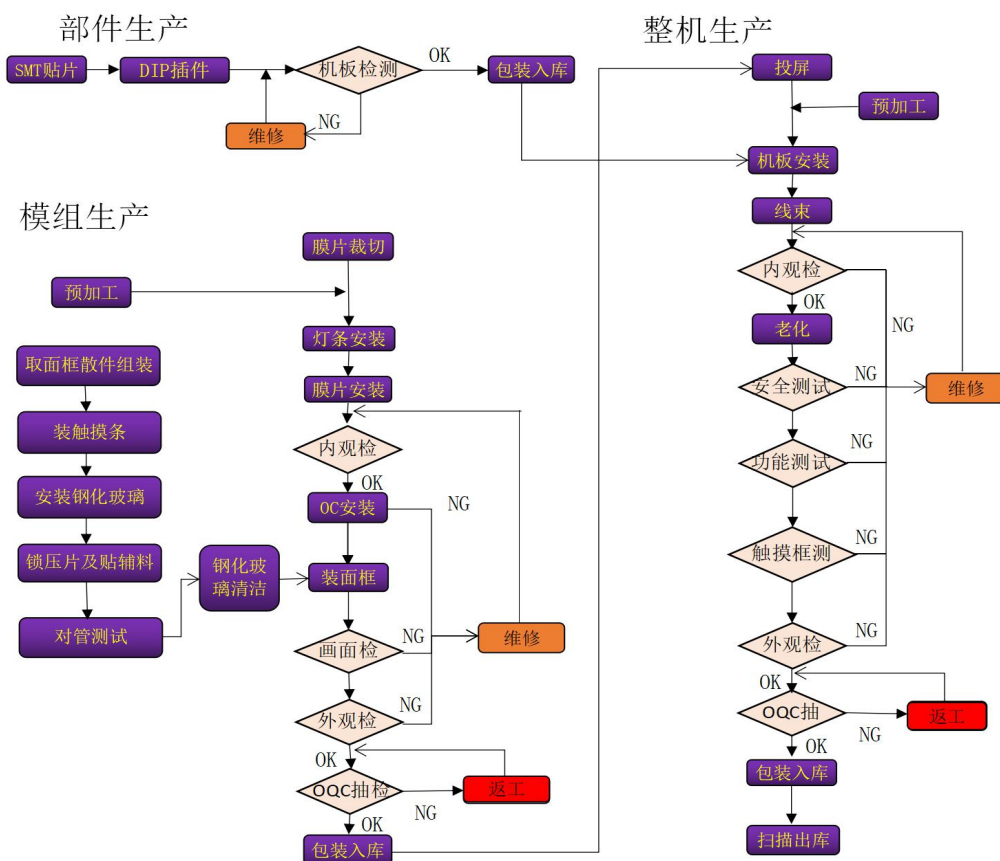 部件生产
SMT贴片
DIP插件
机板检测
OK
包装入库
NG
维修
模组生产
膜片裁切
预加工
灯条安装
膜片安装
取面框散件组装
装触摸条
安装钢化玻璃
锁压片及贴辅料
对管测试
钢化玻
璃清洁
内观检
OK
OC安装
NG
装面框
画面检
NG
维修
外观检
NG
OK
OQC抽检
NG
返工
OK
包装入库
整机生产
投屏
预加工
机板安装
线束
内观检
OK
NG
老化
安全测试
NG
维修
功能测试
NG
触摸框测
NG
外观检
NG
OK
OQC抽
NG
返工
OK
包装入库
扫描出库